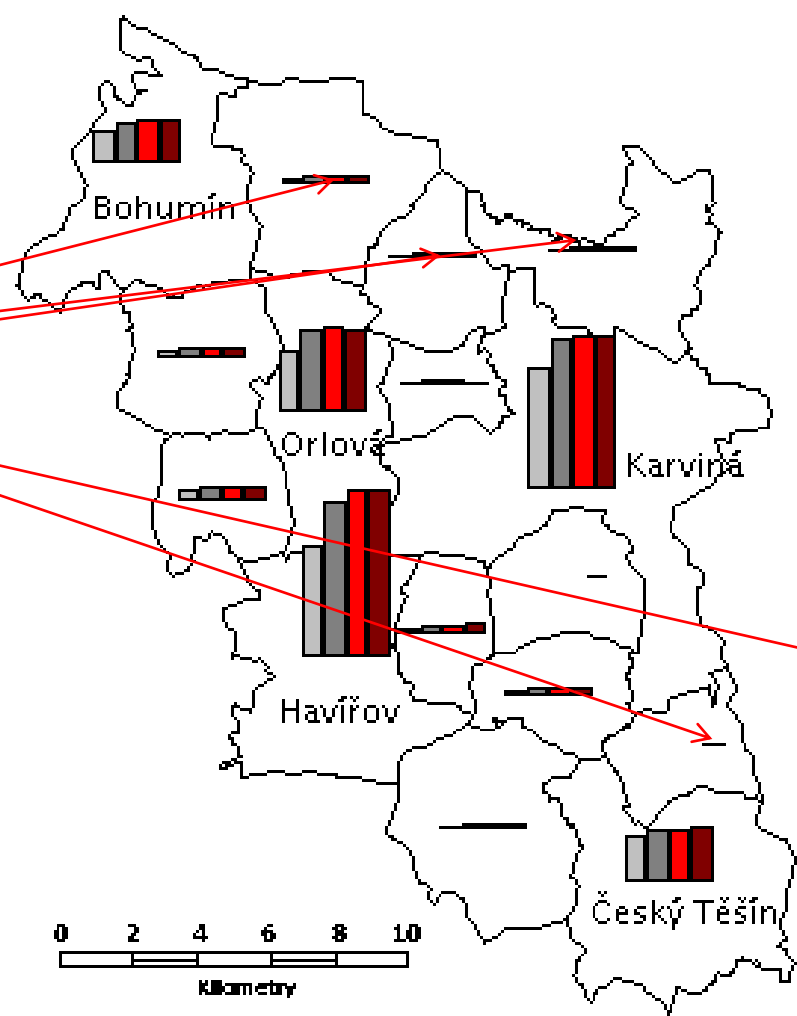 Bohumín
Orlová
Karviná
Havířov
Český Těšín
0 2 4 6 8 10
Kilometry